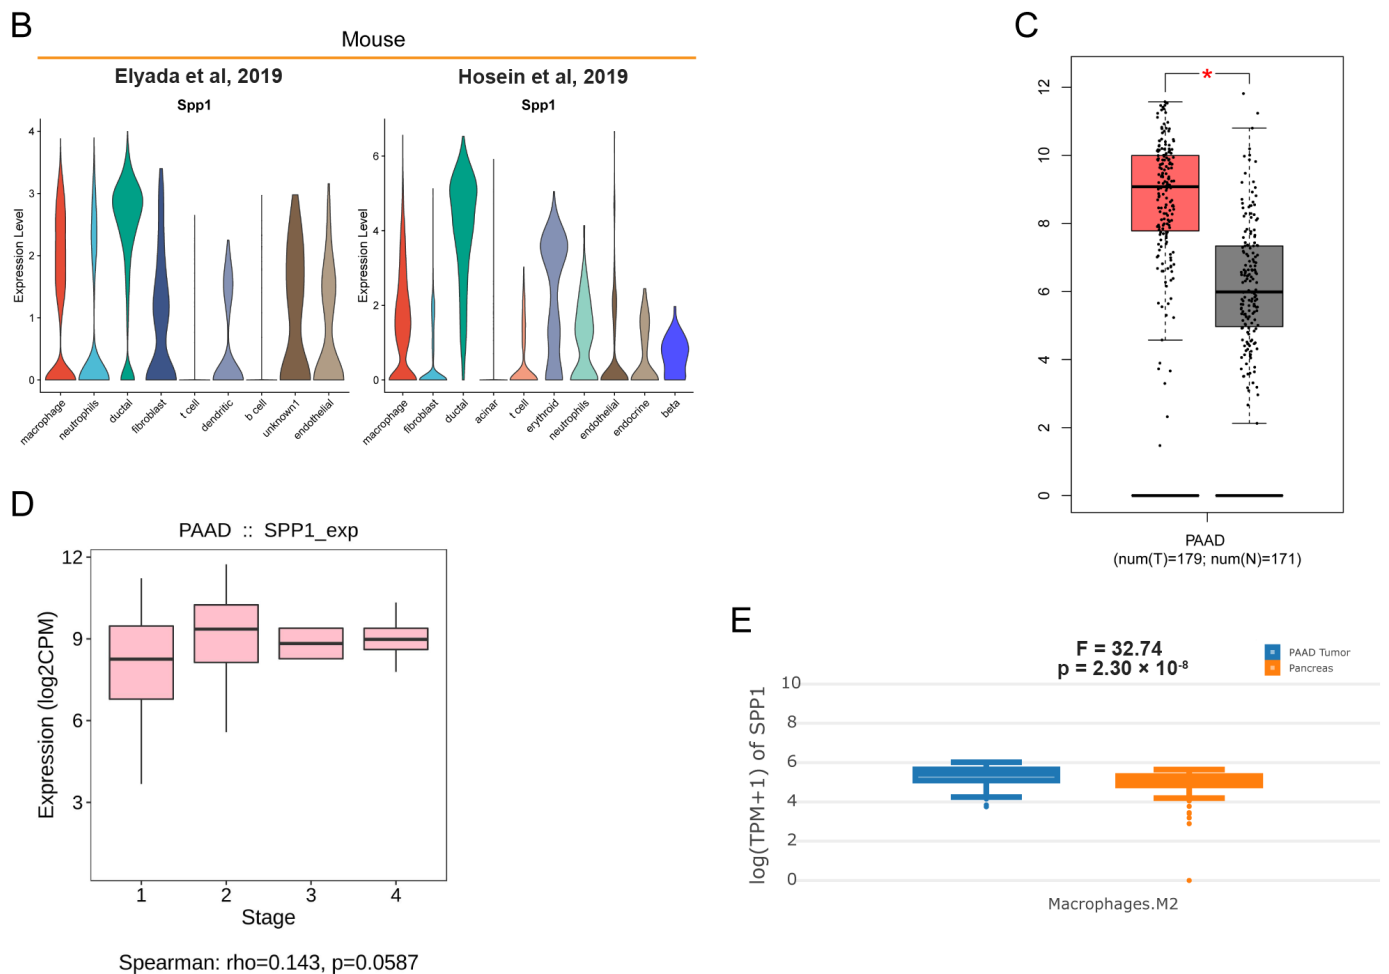 B
Mouse
Elyada et al, 2019
Spp1
Expression Level
4
3
2
1
0
macrophage
neutrophils
ductal
fibroblast
t cell
dendritic
b cell
unknown1
endothelial
Hosein et al, 2019
Spp1
Expression Level
6
4
2
0
macrophage
fibroblast
ductal
acinar
t cell
erythroid
neutrophils
endothelial
endocrine
beta
C
*
12
10
8
6
4
2
0
PAAD
(num(T)=179; num(N)=171)
D
PAAD :: SPP1_exp
Expression (log2CPM)
12
9
6
3
1 2 3 4
Stage
Spearman: rho=0.143, p=0.0587
E
F = 32.74
p = 2.30 × 10⁻⁸
PAAD Tumor
Pancreas
log(TPM+1) of SPP1
10
8
6
4
2
0
Macrophages.M2